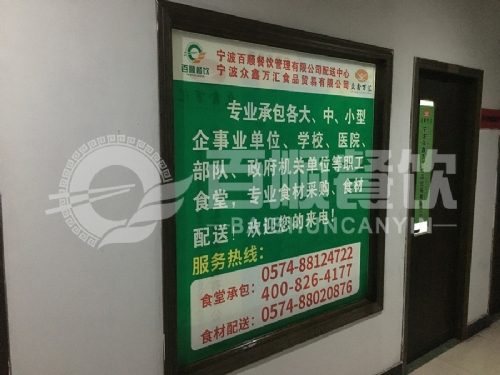 百顺餐饮
宁波百顺餐饮管理有限公司配送中心
宁波众鑫万汇食品贸易有限公司
众鑫万汇
专业承包各大、中、小型
企事业单位、学校、医院、
部队、政府机关单位等职工
食堂，专业食材采购、食材
配送！欢迎您的来电！
服务热线：
食堂承包：
0574-88124722
400-826-4177
食材配送：
0574-88020876
百顺餐饮
BAISHUNCANYIN